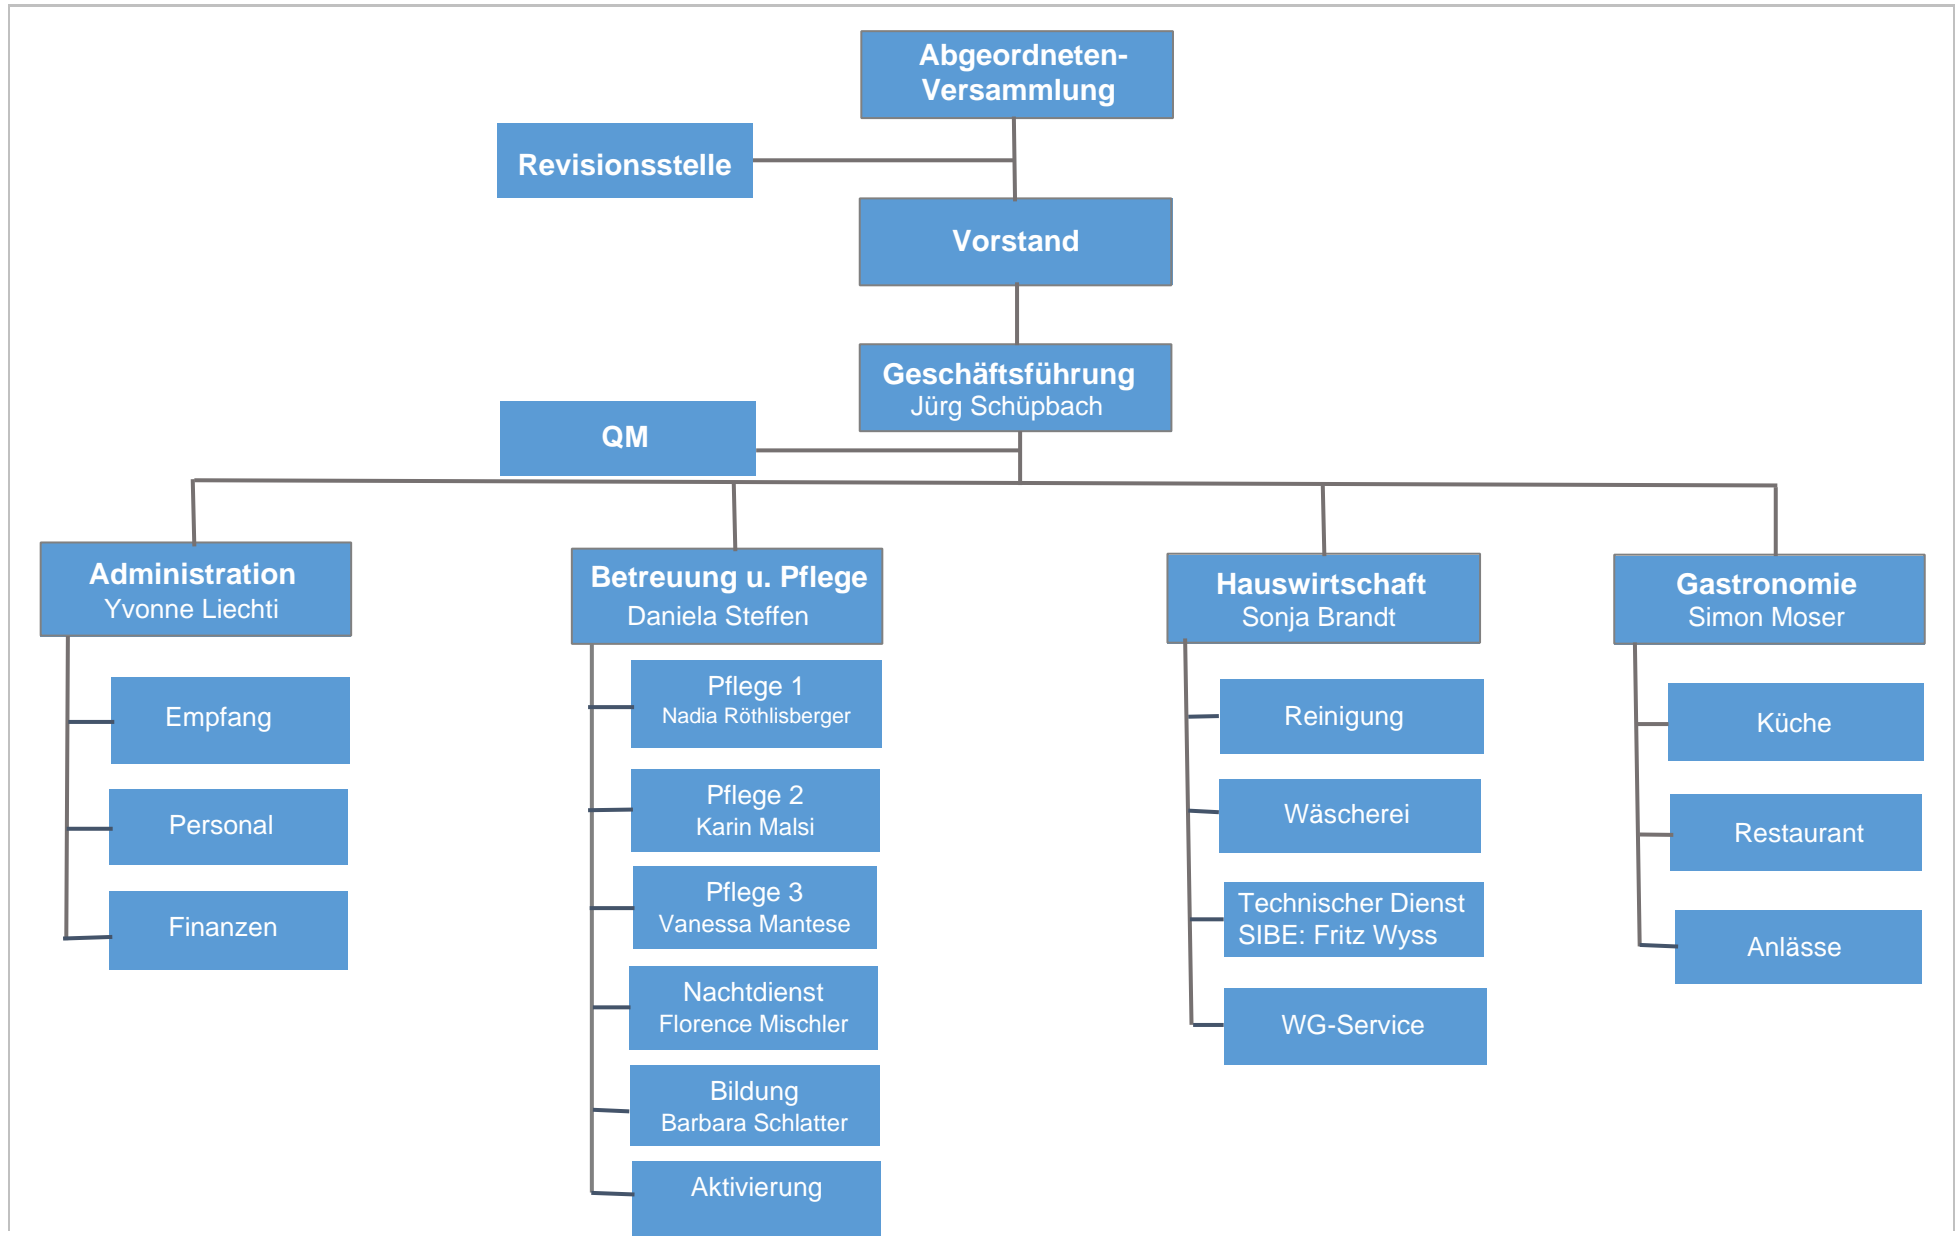 Abgeordneten-
Versammlung
Revisionsstelle
Vorstand
Geschäftsführung
Jürg Schüpbach
QM
Administration
Yvonne Liechti
Empfang
Personal
Finanzen
Betreuung u. Pflege
Daniela Steffen
Pflege 1
Nadia Röthlisberger
Pflege 2
Karin Malsi
Pflege 3
Vanessa Mantese
Nachtdienst
Florence Mischler
Bildung
Barbara Schlatter
Aktivierung
Hauswirtschaft
Sonja Brandt
Reinigung
Wäscherei
Technischer Dienst
SIBE: Fritz Wyss
WG-Service
Gastronomie
Simon Moser
Küche
Restaurant
Anlässe